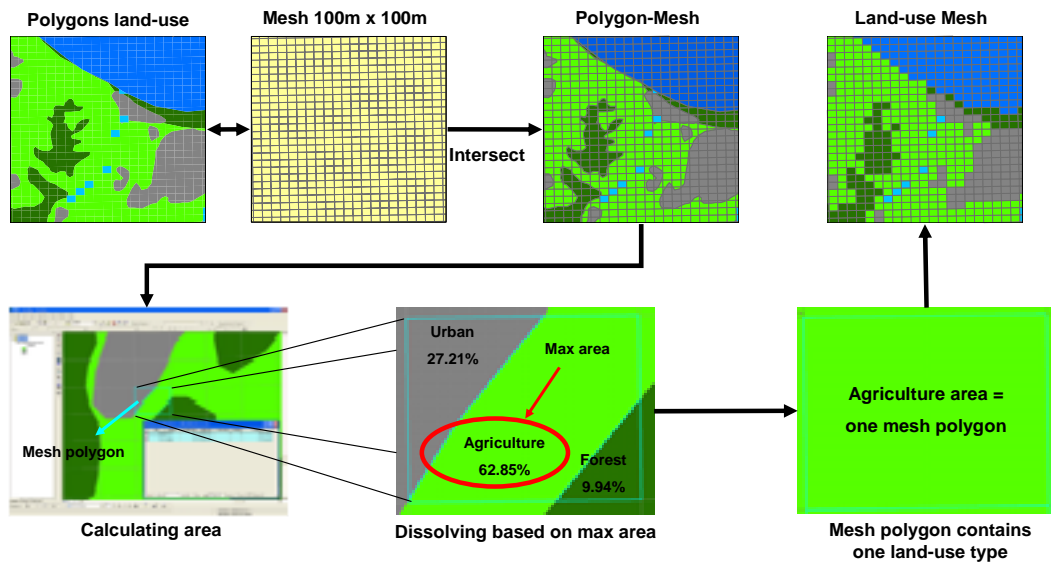 Polygons land-use
Mesh 100m x 100m
Polygon-Mesh
Land-use Mesh
Intersect
Urban
27.21%
Max area
Agriculture
62.85%
Forest
9.94%
Mesh polygon
Agriculture area =
one mesh polygon
Calculating area
Dissolving based on max area
Mesh polygon contains
one land-use type